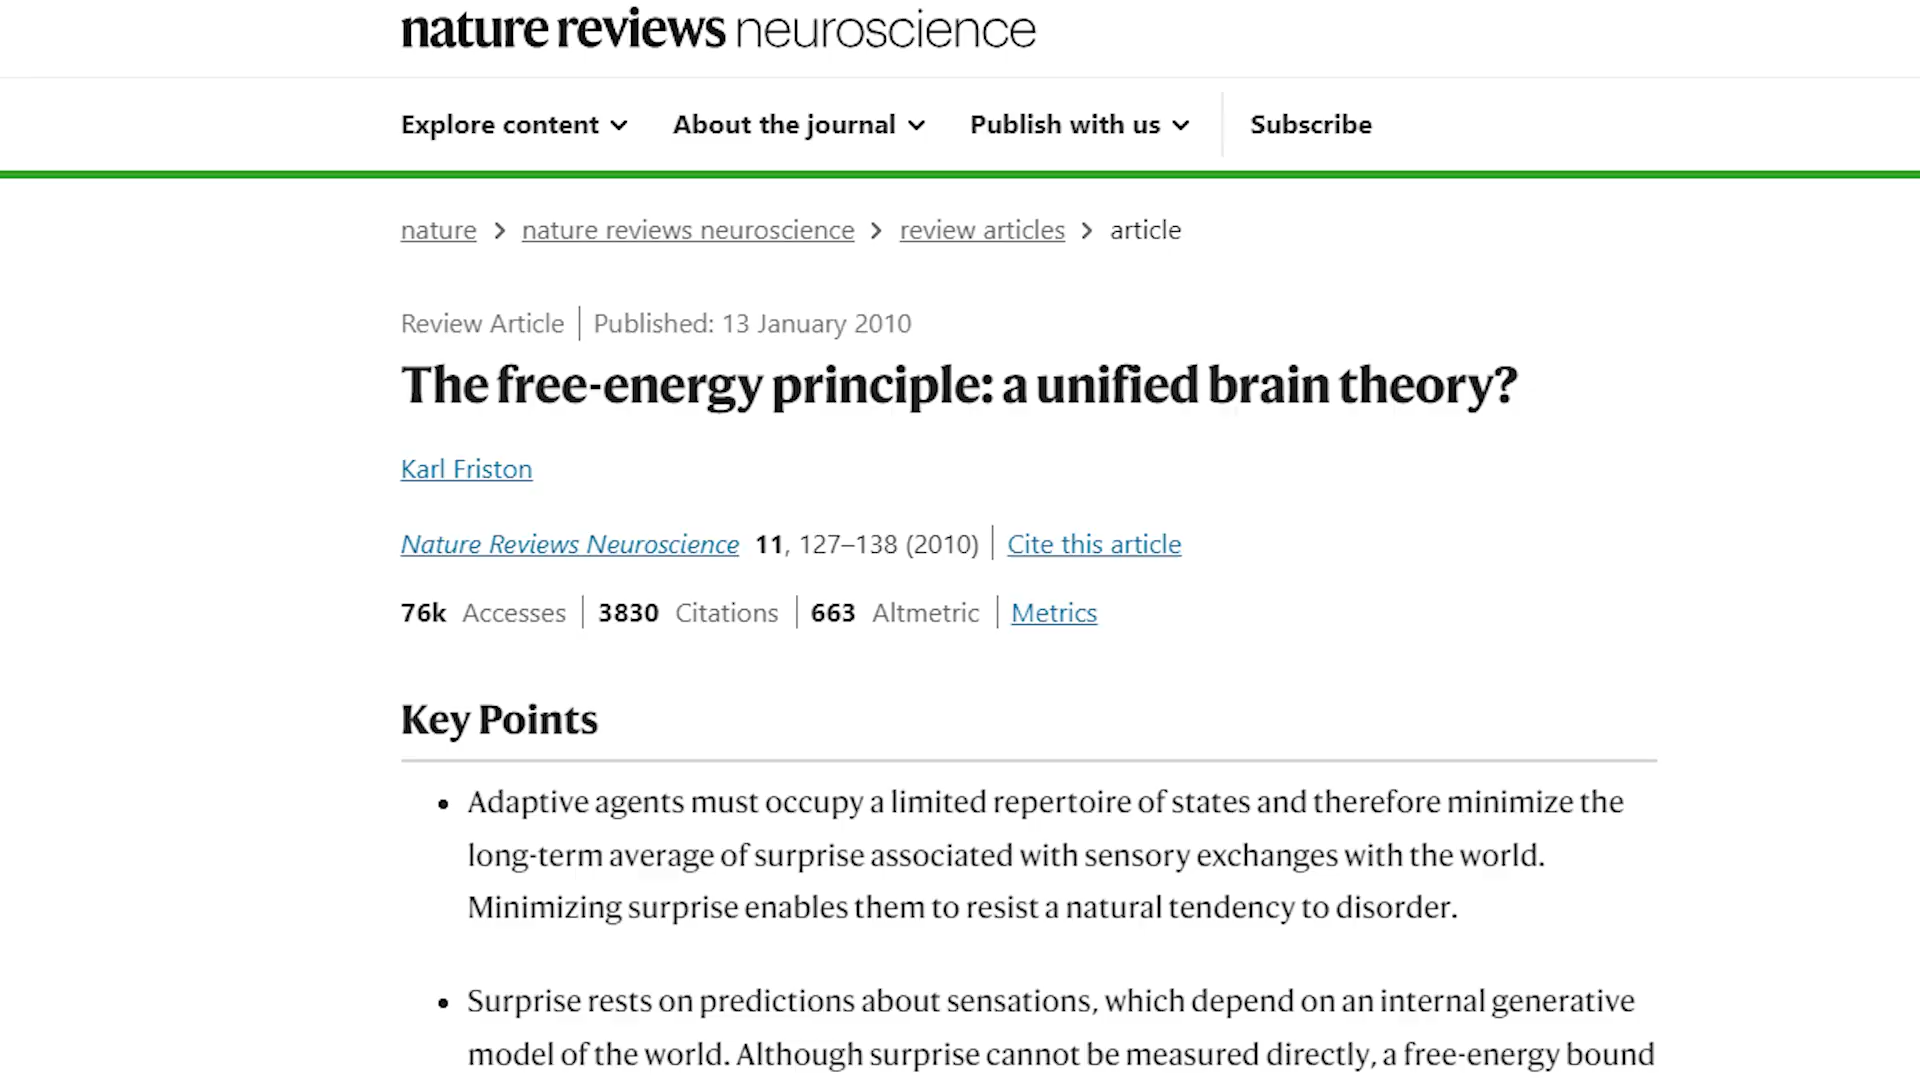 nature reviews neuroscience
Explore content About the journal Publish with us Subscribe
nature > nature reviews neuroscience > review articles > article
Review Article | Published: 13 January 2010
The free-energy principle: a unified brain theory?
Karl Friston
Nature Reviews Neuroscience 11, 127–138 (2010) | Cite this article
76k Accesses | 3830 Citations | 663 Altmetric | Metrics
Key Points
• Adaptive agents must occupy a limited repertoire of states and therefore minimize the
long-term average of surprise associated with sensory exchanges with the world.
Minimizing surprise enables them to resist a natural tendency to disorder.
• Surprise rests on predictions about sensations, which depend on an internal generative
model of the world. Although surprise cannot be measured directly, a free-energy bound